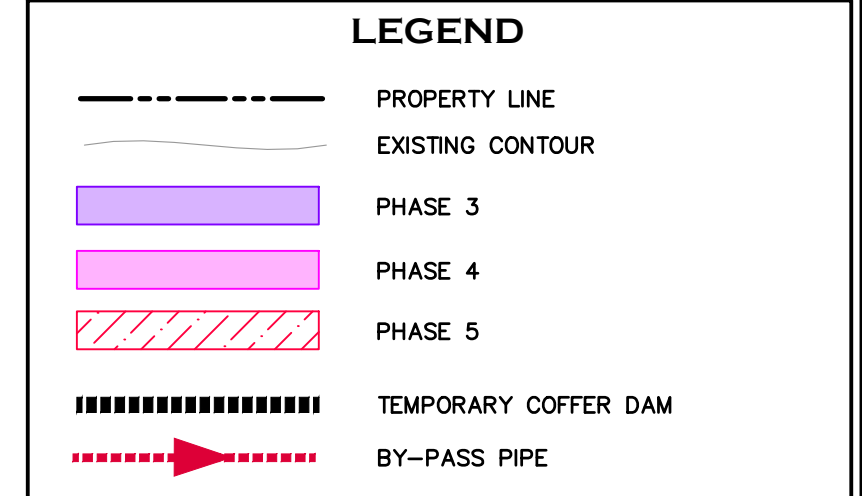 LEGEND
PROPERTY LINE
EXISTING CONTOUR
PHASE 3
PHASE 4
PHASE 5
TEMPORARY COFFER DAM
BY-PASS PIPE